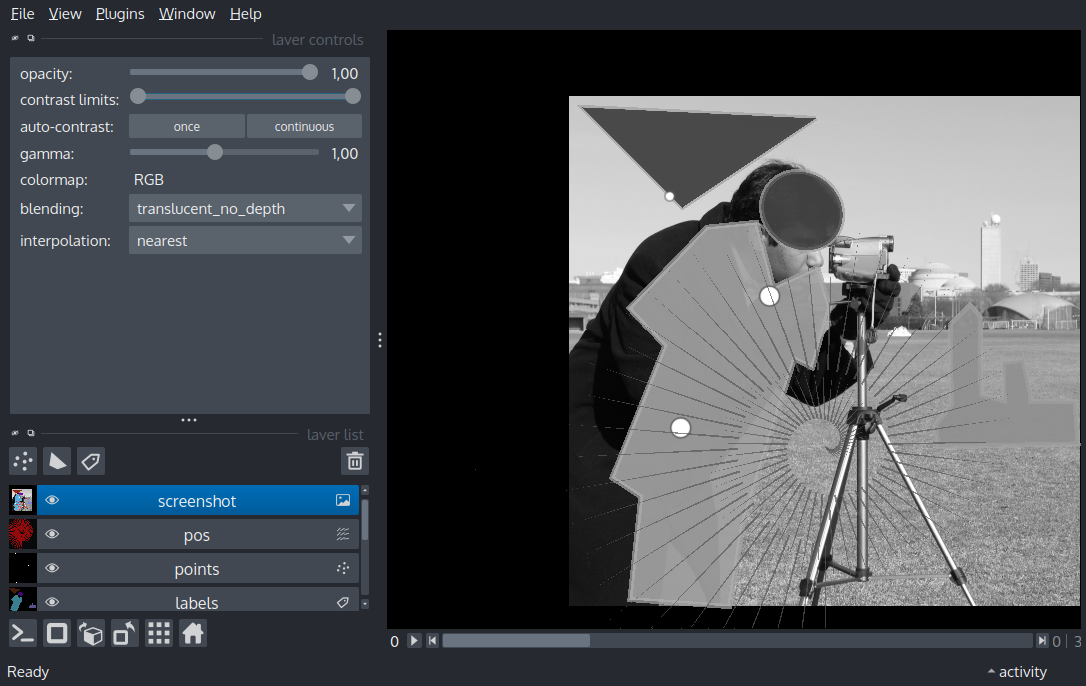 File View Plugins Window Help
layer controls
opacity: 1,00
contrast limits:
auto-contrast: once continuous
gamma: 1,00
colormap: RGB
blending: translucent_no_depth
interpolation: nearest
layer list
screenshot
pos
points
labels
0 0 | 3
Ready activity